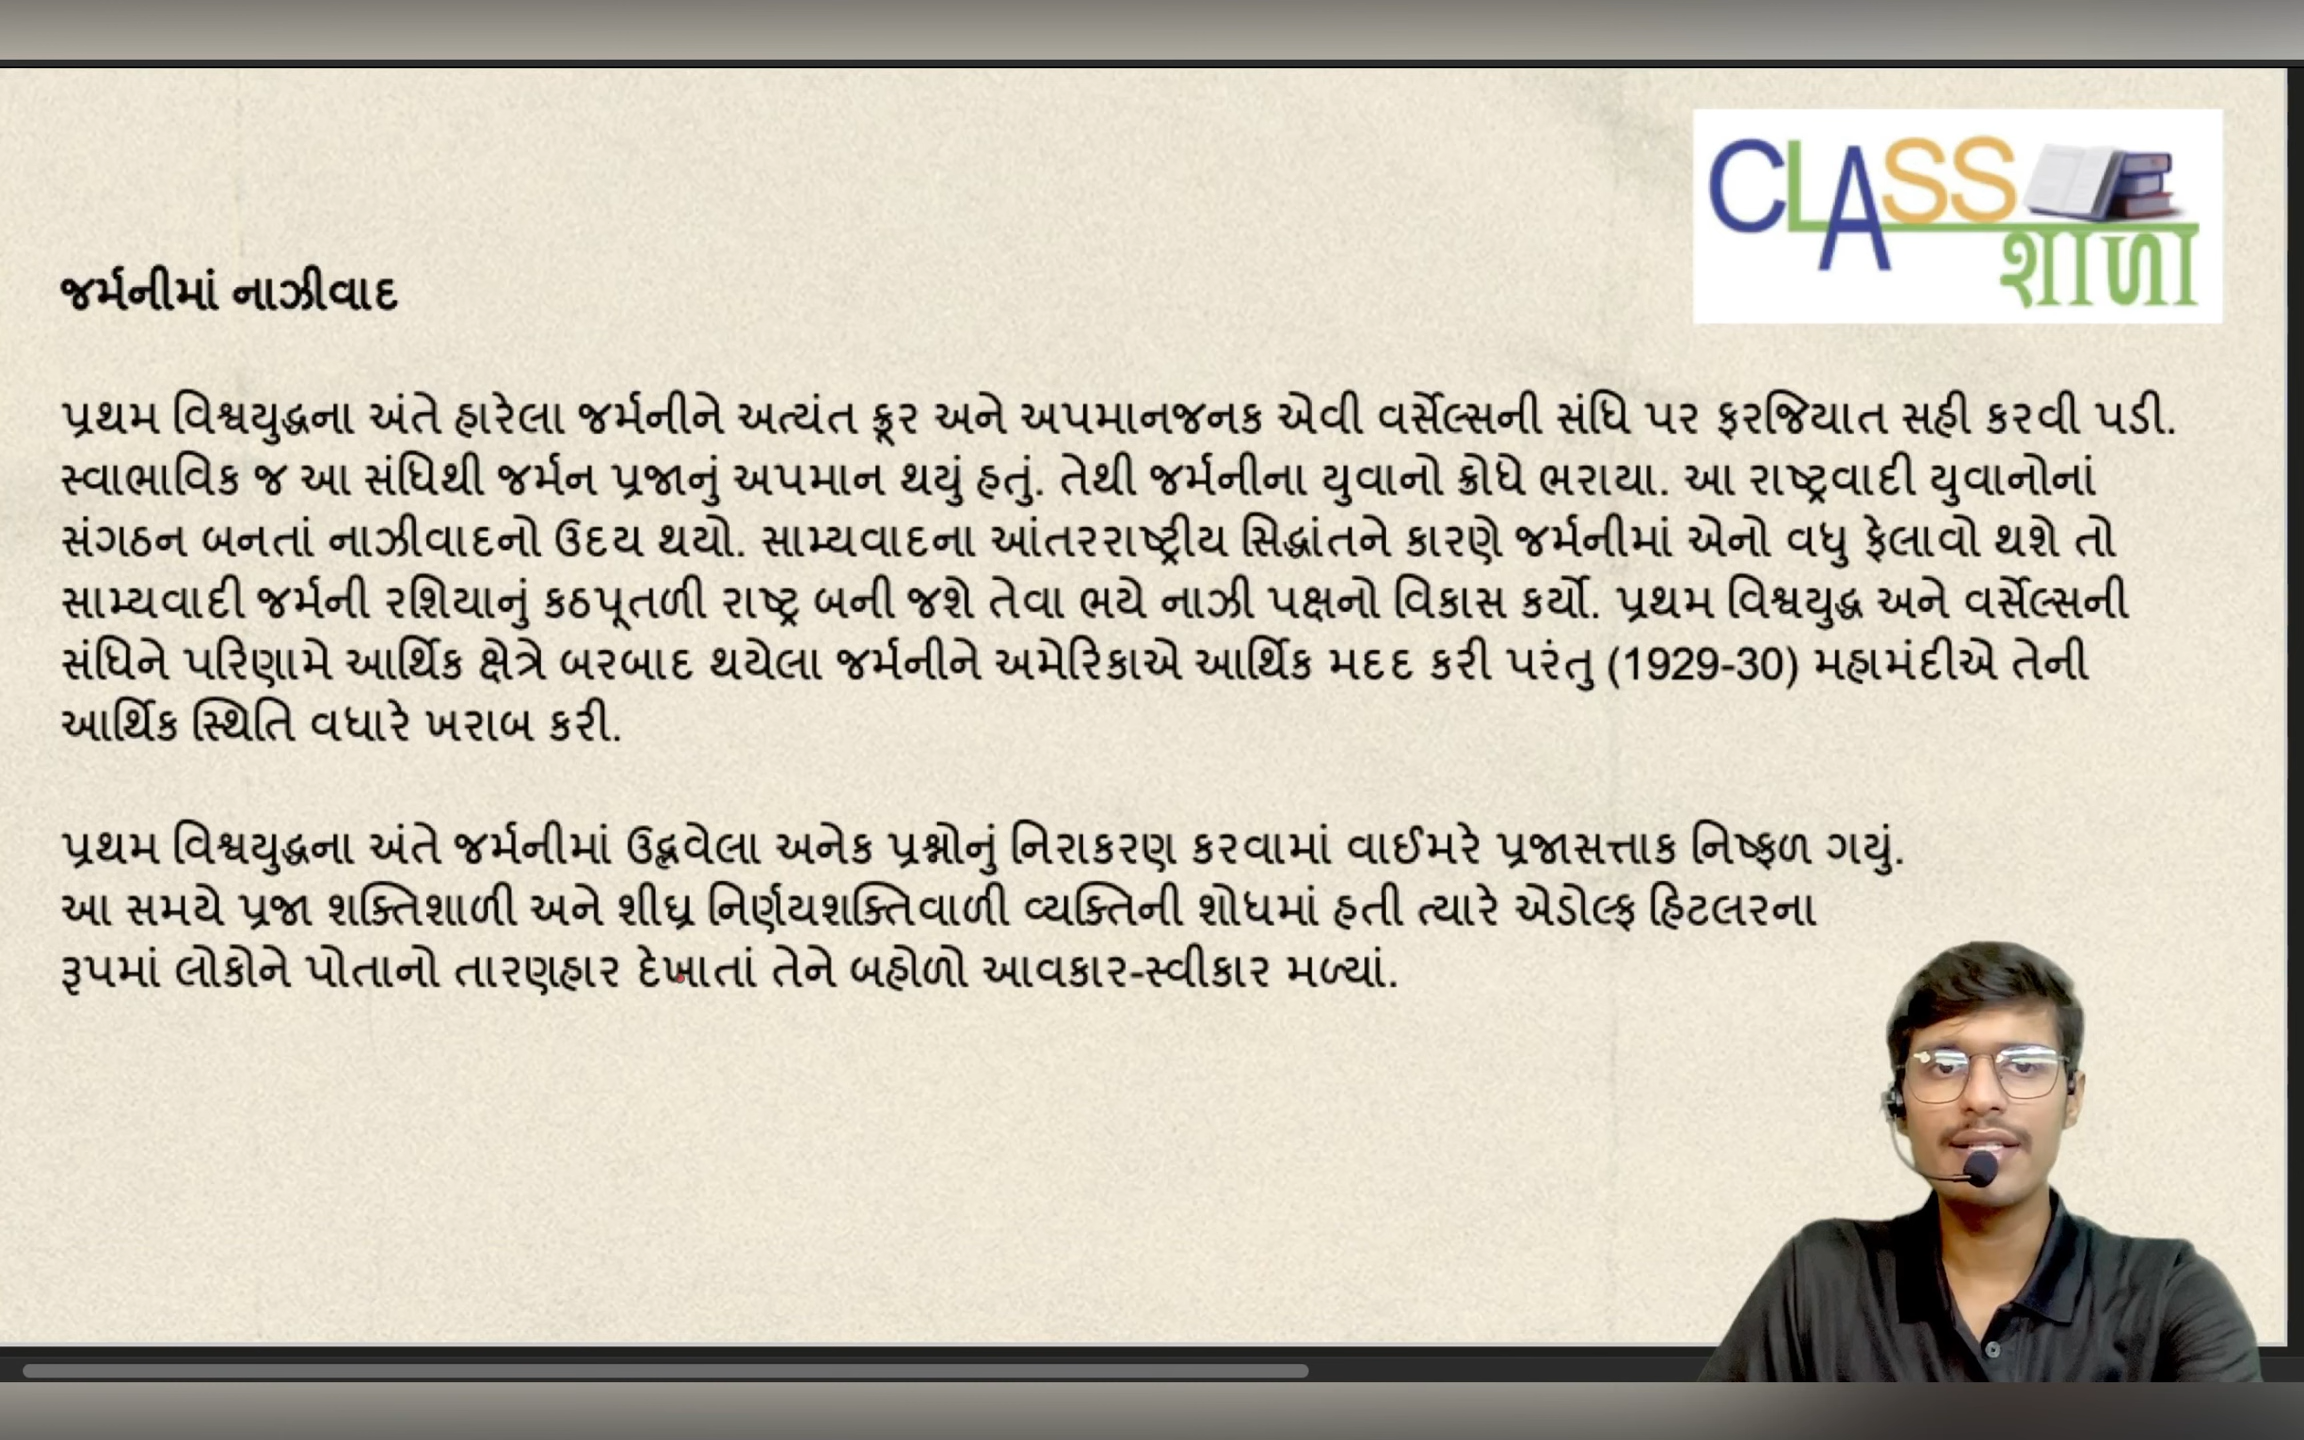 CLASS
શાળા
જર્મનીમાં નાઝીવાદ
પ્રથમ વિશ્વયુદ્ધના અંતે હારેલા જર્મનીને અત્યંત ક્રૂર અને અપમાનજનક એવી વર્સેલ્સની સંધિ પર ફરજિયાત સહી કરવી પડી.
સ્વાભાવિક જ આ સંધિથી જર્મન પ્રજાનું અપમાન થયું હતું. તેથી જર્મનીના યુવાનો ક્રોધે ભરાયા. આ રાષ્ટ્રવાદી યુવાનોનાં
સંગઠન બનતાં નાઝીવાદનો ઉદય થયો. સામ્યવાદના આંતરરાષ્ટ્રીય સિદ્ધાંતને કારણે જર્મનીમાં એનો વધુ ફેલાવો થશે તો
સામ્યવાદી જર્મની રશિયાનું કઠપૂતળી રાષ્ટ્ર બની જશે તેવા ભયે નાઝી પક્ષનો વિકાસ કર્યો. પ્રથમ વિશ્વયુદ્ધ અને વર્સેલ્સની
સંધિને પરિણામે આર્થિક ક્ષેત્રે બરબાદ થયેલા જર્મનીને અમેરિકાએ આર્થિક મદદ કરી પરંતુ (1929-30) મહામંદીએ તેની
આર્થિક સ્થિતિ વધારે ખરાબ કરી.
પ્રથમ વિશ્વયુદ્ધના અંતે જર્મનીમાં ઉદ્ભવેલા અનેક પ્રશ્નોનું નિરાકરણ કરવામાં વાઈમરે પ્રજાસત્તાક નિષ્ફળ ગયું.
આ સમયે પ્રજા શક્તિશાળી અને શીઘ્ર નિર્ણયશક્તિવાળી વ્યક્તિની શોધમાં હતી ત્યારે એડોલ્ફ હિટલરના
રૂપમાં લોકોને પોતાનો તારણહાર દેખાતાં તેને બહોળો આવકાર-સ્વીકાર મળ્યાં.